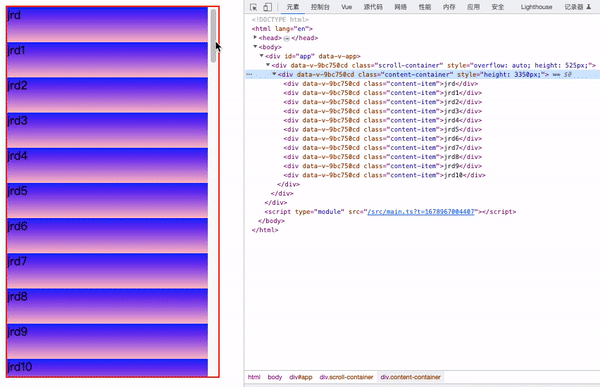 jrd
jrd1
jrd2
jrd3
jrd4
jrd5
jrd6
jrd7
jrd8
jrd9
jrd10
元素 控制台 Vue 源代码 网络 性能 内存 应用 安全 Lighthouse 记录器
<!DOCTYPE html>
<html lang="en">
<head>…</head>
<body>
<div id="app" data-v-app>
<div data-v-9bc750cd class="scroll-container" style="overflow: auto; height: 525px;">
… <div data-v-9bc750cd class="content-container" style="height: 3350px;"> == $0
<div data-v-9bc750cd class="content-item">jrd</div>
<div data-v-9bc750cd class="content-item">jrd1</div>
<div data-v-9bc750cd class="content-item">jrd2</div>
<div data-v-9bc750cd class="content-item">jrd3</div>
<div data-v-9bc750cd class="content-item">jrd4</div>
<div data-v-9bc750cd class="content-item">jrd5</div>
<div data-v-9bc750cd class="content-item">jrd6</div>
<div data-v-9bc750cd class="content-item">jrd7</div>
<div data-v-9bc750cd class="content-item">jrd8</div>
<div data-v-9bc750cd class="content-item">jrd9</div>
<div data-v-9bc750cd class="content-item">jrd10</div>
</div>
</div>
</div>
<script type="module" src="/src/main.ts?t=1678967004407"></script>
</body>
</html>
html body div#app div.scroll-container div.content-container